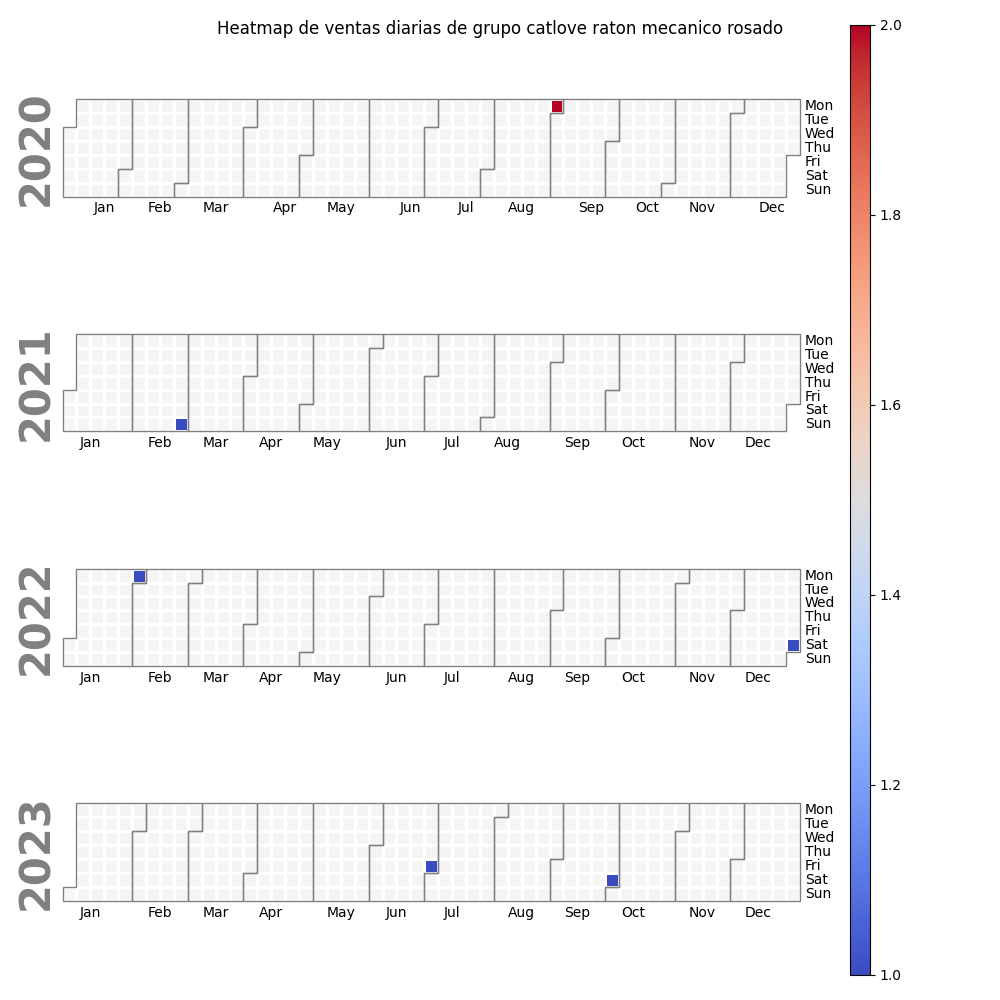 Heatmap de ventas diarias de grupo catlove raton mecanico rosado
2020
Mon
Tue
Wed
Thu
Fri
Sat
Sun
Jan Feb Mar Apr May Jun Jul Aug Sep Oct Nov Dec
2021
Mon
Tue
Wed
Thu
Fri
Sat
Sun
Jan Feb Mar Apr May Jun Jul Aug Sep Oct Nov Dec
2022
Mon
Tue
Wed
Thu
Fri
Sat
Sun
Jan Feb Mar Apr May Jun Jul Aug Sep Oct Nov Dec
2023
Mon
Tue
Wed
Thu
Fri
Sat
Sun
Jan Feb Mar Apr May Jun Jul Aug Sep Oct Nov Dec
2.0
1.8
1.6
1.4
1.2
1.0